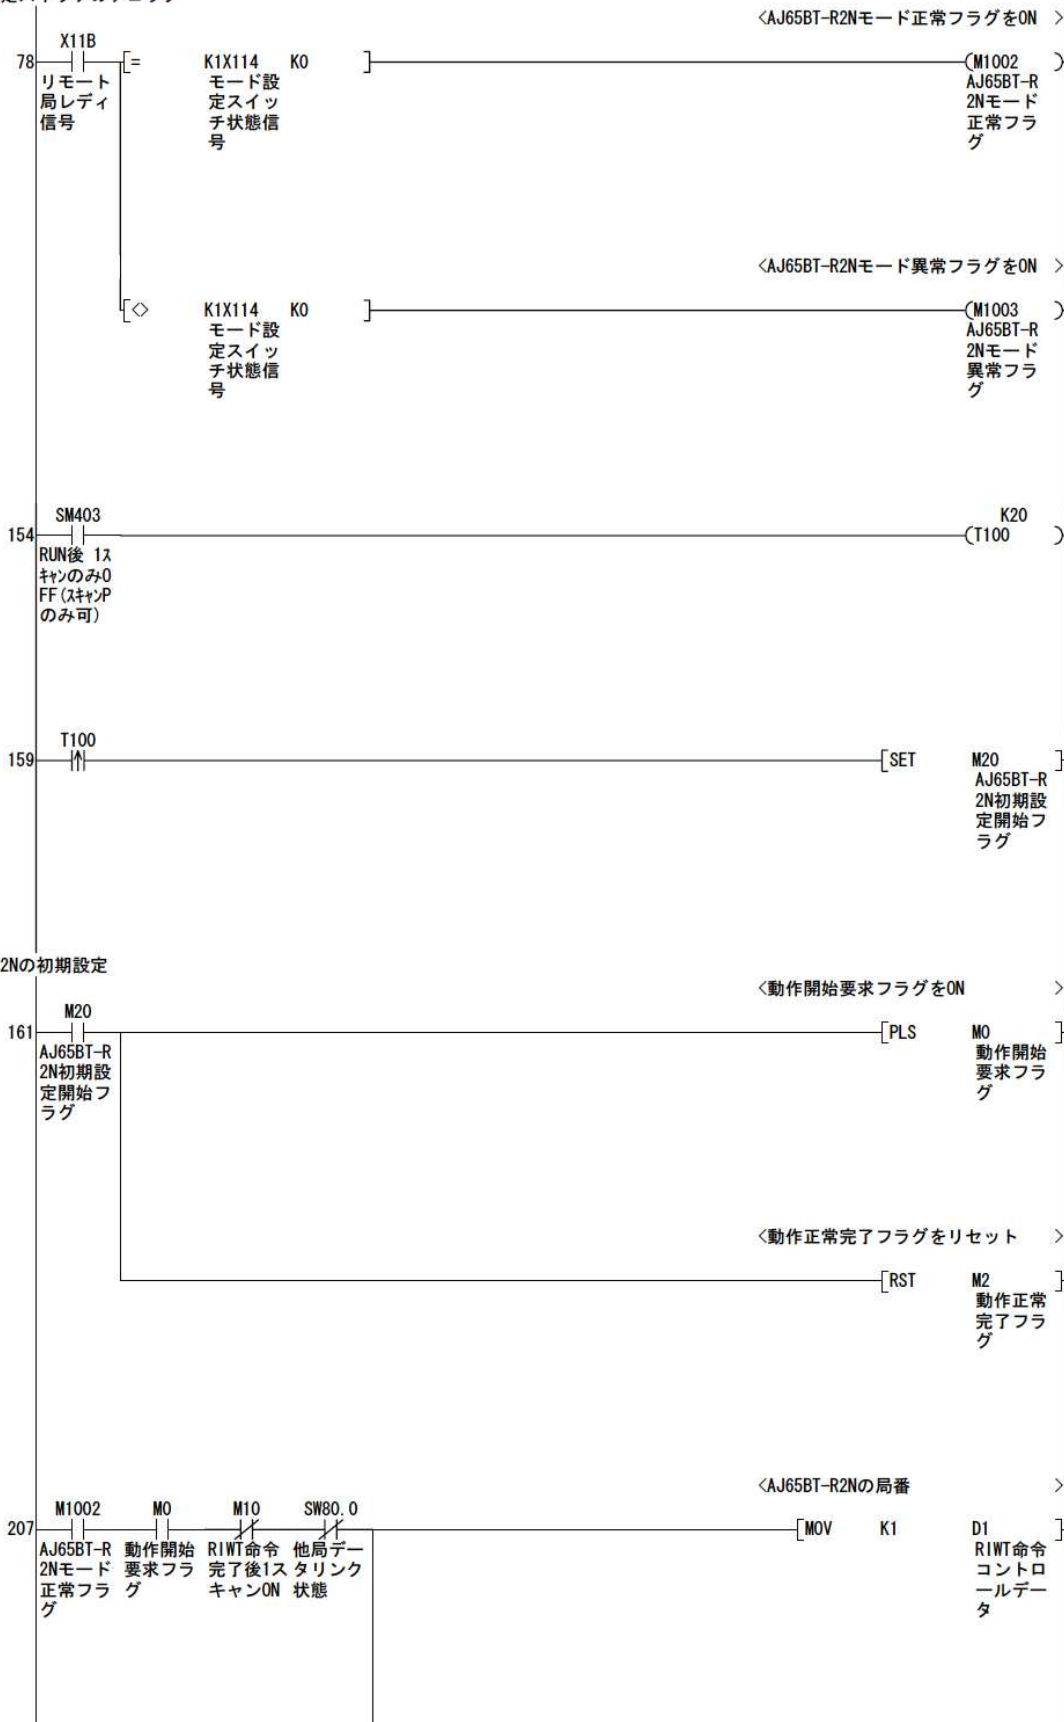 <AJ65BT-R2Nモード正常フラグをON >
X11B
78 [= K1X114 K0 ] (M1002 )
リモート モード設 AJ65BT-R
局レディ 定スイッ 2Nモード
信号 チ状態信 正常フラ
号 グ
<AJ65BT-R2Nモード異常フラグをON >
[<> K1X114 K0 ] (M1003 )
モード設 AJ65BT-R
定スイッ 2Nモード
チ状態信 異常フラ
号 グ
SM403 K20
154 (T100 )
RUN後 1ｽ
ｷｬﾝのみO
FF(ｽｷｬﾝP
のみ可)
T100
159 [SET M20 ]
AJ65BT-R
2N初期設
定開始フ
ラグ
2Nの初期設定
<動作開始要求フラグをON >
M20
161 [PLS M0 ]
AJ65BT-R 動作開始
2N初期設 要求フラ
定開始フ グ
ラグ
<動作正常完了フラグをリセット >
[RST M2 ]
動作正常
完了フラ
グ
<AJ65BT-R2Nの局番 >
M1002 M0 M10 SW80.0
207 [MOV K1 D1 ]
AJ65BT-R 動作開始 RIWT命令 他局デー RIWT命令
2Nモード 要求フラ 完了後1ス タリンク コントロ
正常フラ グ キャンON 状態 ールデー
グ タ